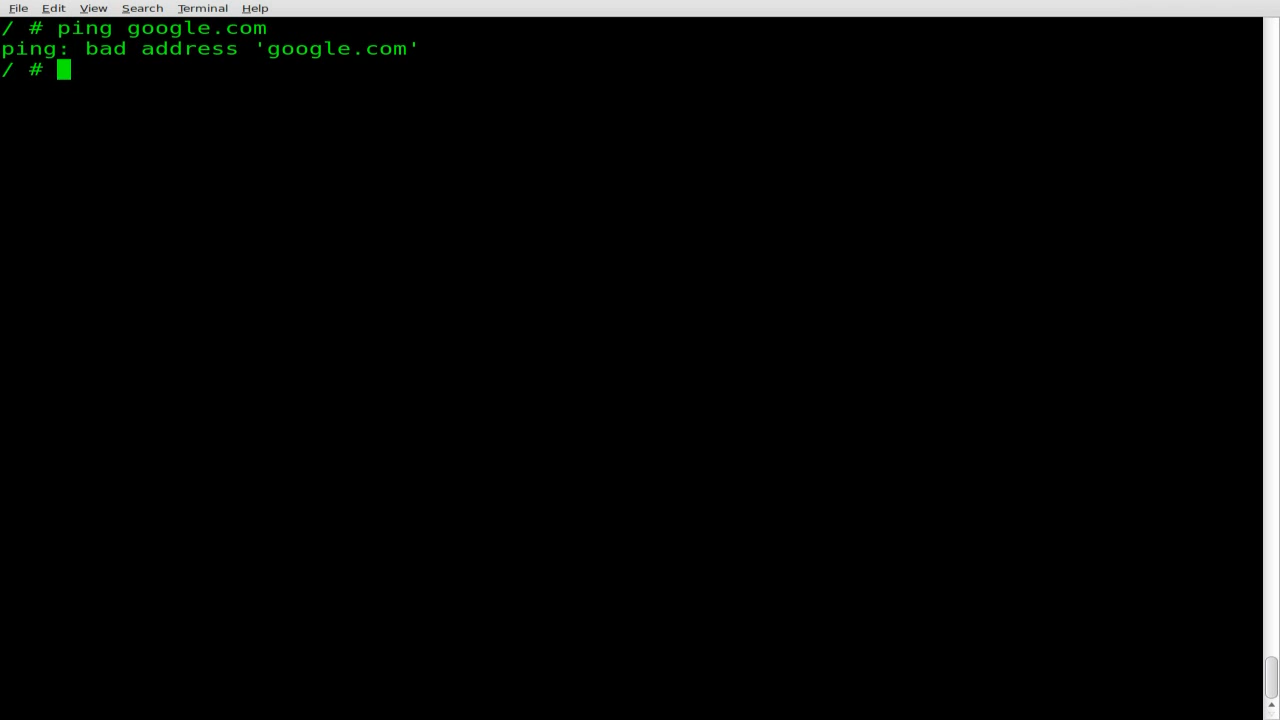 File Edit View Search Terminal Help
/ # ping google.com
ping: bad address 'google.com'
/ #